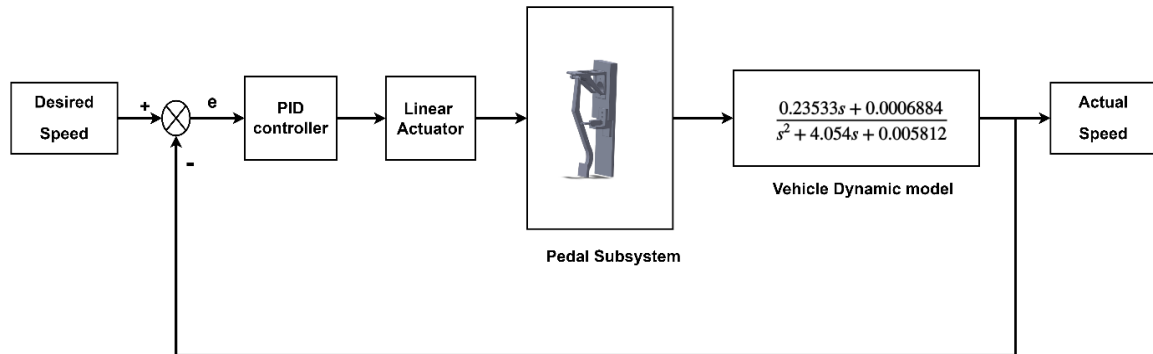 Desired
Speed
+
-
e
PID
controller
Linear
Actuator
Pedal Subsystem
0.23533s + 0.0006884
s² + 4.054s + 0.005812
Vehicle Dynamic model
Actual
Speed